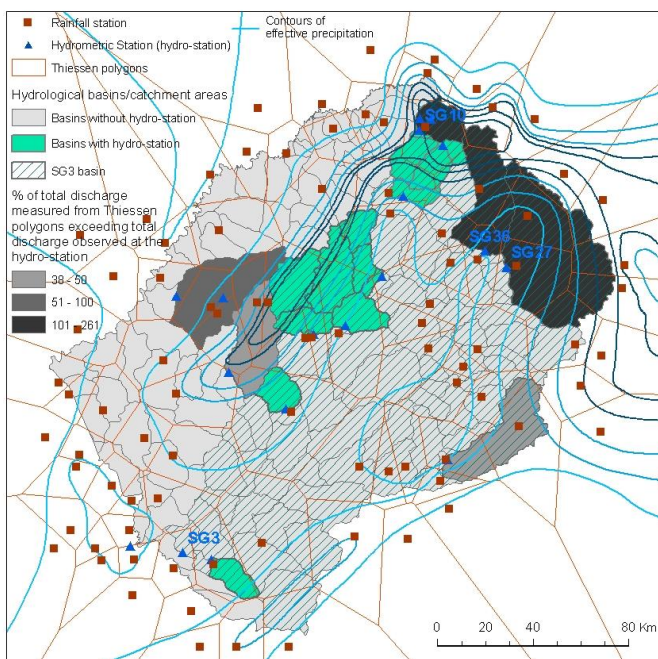 Rainfall station
Hydrometric Station (hydro-station)
Thiessen polygons
Contours of
effective precipitation
Hydrological basins/catchment areas
Basins without hydro-station
Basins with hydro-station
SG3 basin
% of total discharge
measured from Thiessen
polygons exceeding total
discharge observed at the
hydro-station
38 - 50
51 - 100
101 - 261
SG10
SG36
SG27
SG3
0 20 40 80 Km